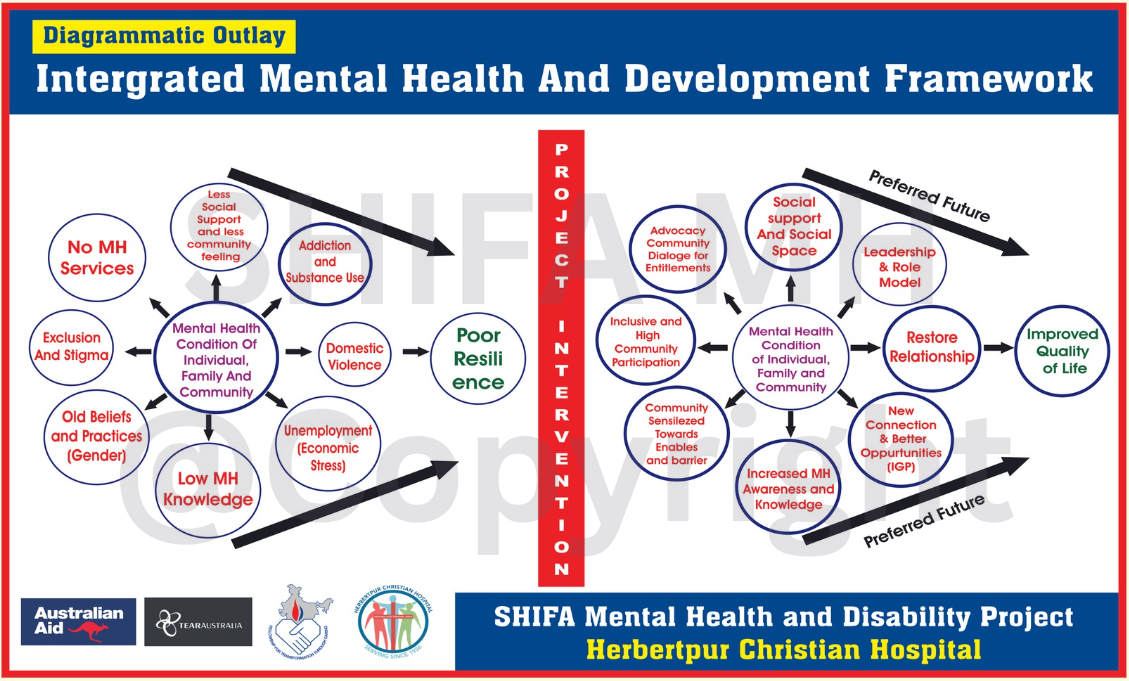 Diagrammatic Outlay
Intergrated Mental Health And Development Framework
Less
Social
Support
and less
community
feeling
No MH
Services
Addiction
and
Substance Use
Exclusion
And Stigma
Mental Health
Condition Of
Individual,
Family And
Community
Domestic
Violence
Poor
Resili
ence
Old Beliefs
and Practices
(Gender)
Low MH
Knowledge
Unemployment
(Economic
Stress)
PROJECT INTERVENTION
Preferred Future
Social
support
And Social
Space
Advocacy
Community
Dialoge for
Entitlements
Leadership
& Role
Model
Inclusive and
High
Community
Participation
Mental Health
Condition
of Individual,
Family and
Community
Restore
Relationship
Improved
Quality
of Life
Community
Sensilezed
Towards
Enables
and barrier
Increased MH
Awareness and
Knowledge
New
Connection
& Better
Oppurtunities
(IGP)
Preferred Future
SHIFA MH
@Copyright
Australian
Aid
TEARAUSTRALIA
FELLOWSHIP FOR TRANSFORMATION THROUGH CARING
HERBERTPUR CHRISTIAN HOSPITAL
SERVING SINCE 1936
SHIFA Mental Health and Disability Project
Herbertpur Christian Hospital